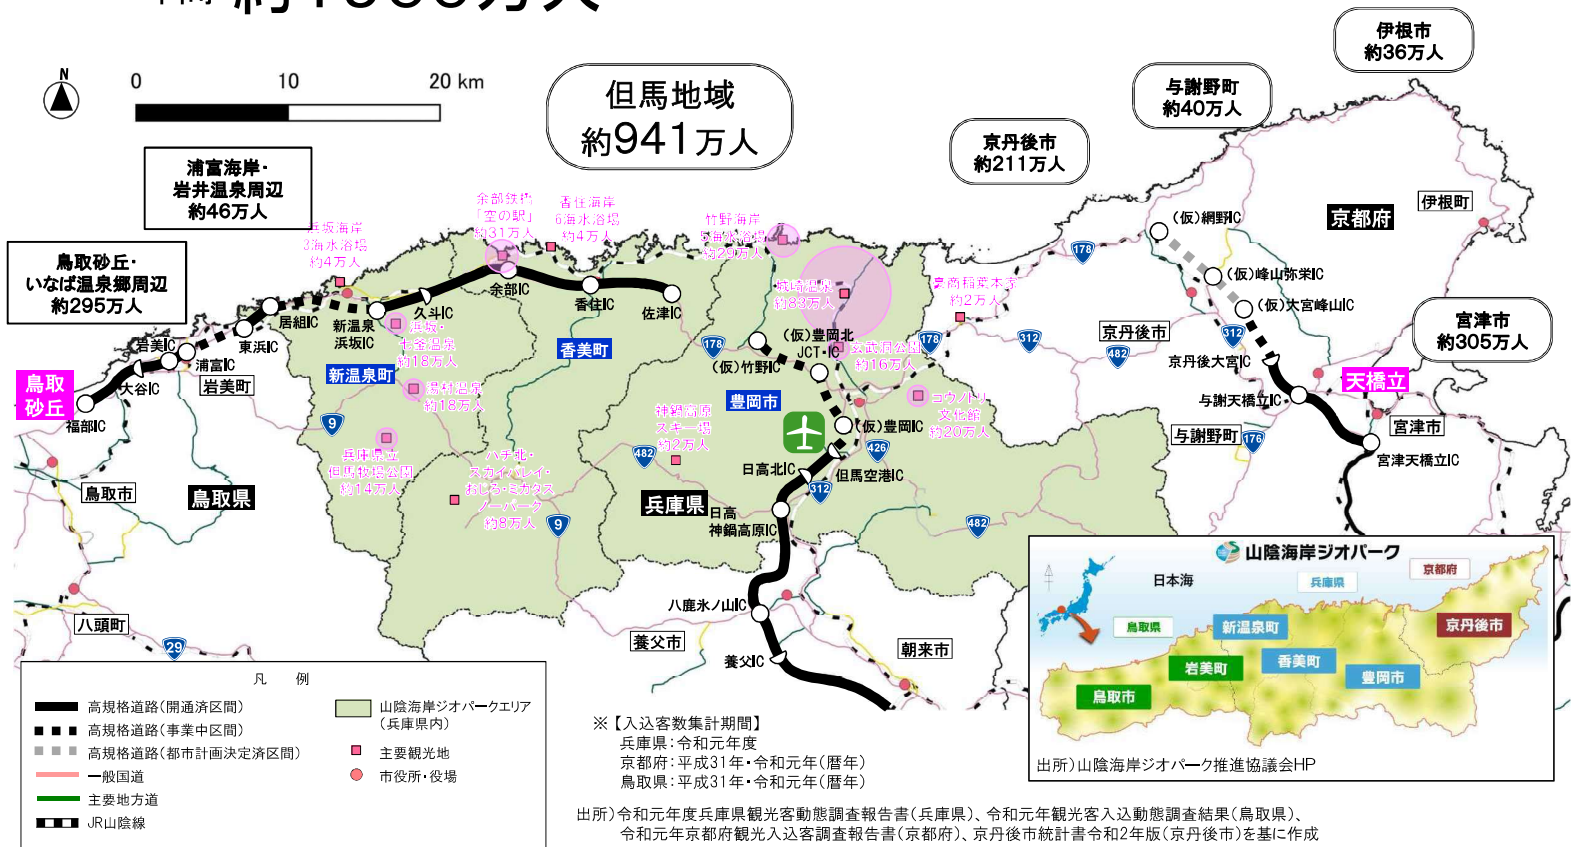 N
0 10 20 km
但馬地域
約941万人
伊根市
約36万人
与謝野町
約40万人
京丹後市
約211万人
宮津市
約305万人
浦富海岸・
岩井温泉周辺
約46万人
鳥取砂丘・
いなば温泉郷周辺
約295万人
浜坂海岸
3海水浴場
約4万人
余部鉄橋
「空の駅」
約31万人
香住海岸
6海水浴場
約4万人
竹野海岸
5海水浴場
約29万人
城崎温泉
約83万人
豪商稲葉本家
約2万人
玄武洞公園
約16万人
コウノトリ
文化館
約20万人
神鍋高原
スキー場
約2万人
浜坂・
七釜温泉
約18万人
湯村温泉
約18万人
兵庫県立
但馬牧場公園
約14万人
ハチ北・
スカイバレイ・
おじろ・ミカタス
ノーパーク
約8万人
鳥取
砂丘
天橋立
福部IC
大谷IC
岩美IC
浦富IC
東浜IC
居組IC
新温泉
浜坂IC
久斗IC
余部IC
香住IC
佐津IC
(仮)竹野IC
(仮)豊岡北
JCT・IC
(仮)豊岡IC
但馬空港IC
日高北IC
日高
神鍋高原IC
八鹿氷ノ山IC
養父IC
(仮)網野IC
(仮)峰山弥栄IC
(仮)大宮峰山IC
京丹後大宮IC
与謝天橋立IC
宮津天橋立IC
岩美町
鳥取市
鳥取県
八頭町
新温泉町
香美町
豊岡市
兵庫県
養父市
朝来市
京都府
伊根町
京丹後市
与謝野町
宮津市
9
9
29
178
178
178
176
312
312
312
426
482
482
482
凡 例
高規格道路(開通済区間)
高規格道路(事業中区間)
高規格道路(都市計画決定済区間)
一般国道
主要地方道
JR山陰線
山陰海岸ジオパークエリア
(兵庫県内)
主要観光地
市役所・役場
※【入込客数集計期間】
兵庫県:令和元年度
京都府:平成31年・令和元年(暦年)
鳥取県:平成31年・令和元年(暦年)
山陰海岸ジオパーク
日本海
兵庫県
京都府
鳥取県
新温泉町
京丹後市
岩美町
香美町
豊岡市
鳥取市
出所)山陰海岸ジオパーク推進協議会HP
出所)令和元年度兵庫県観光客動態調査報告書(兵庫県)、令和元年観光客入込動態調査結果(鳥取県)、
令和元年京都府観光入込客調査報告書(京都府)、京丹後市統計書令和2年版(京丹後市)を基に作成